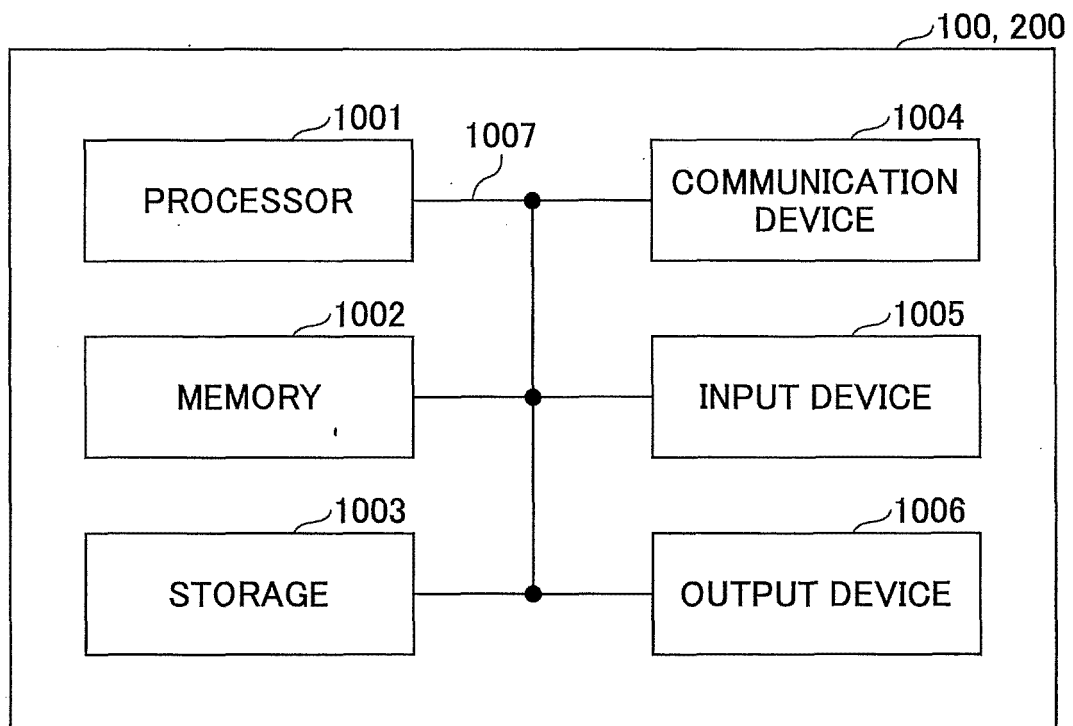 100, 200
1001
PROCESSOR
1007
1004
COMMUNICATION
DEVICE
1002
MEMORY
1005
INPUT DEVICE
1003
STORAGE
1006
OUTPUT DEVICE